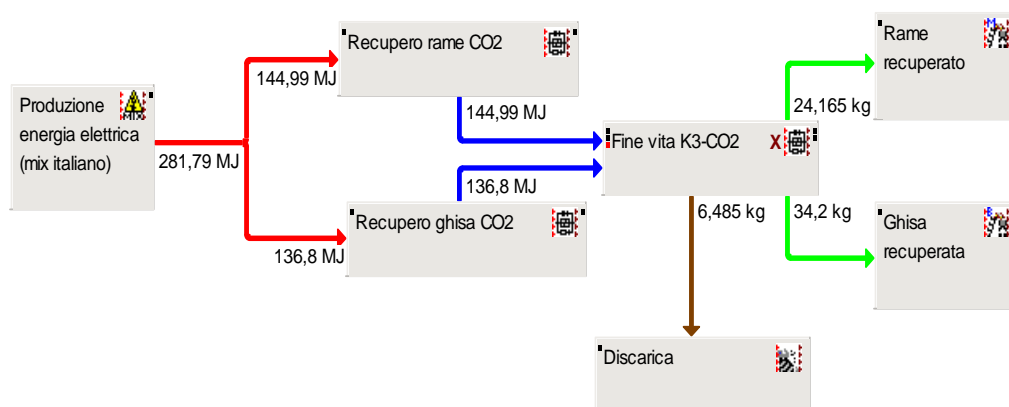 Produzione
energia elettrica
(mix italiano)
MIX
281,79 MJ
144,99 MJ
136,8 MJ
Recupero rame CO2
Recupero ghisa CO2
144,99 MJ
136,8 MJ
Fine vita K3-CO2
X
6,485 kg
24,165 kg
34,2 kg
Rame
recuperato
M
Ghisa
recuperata
Discarica